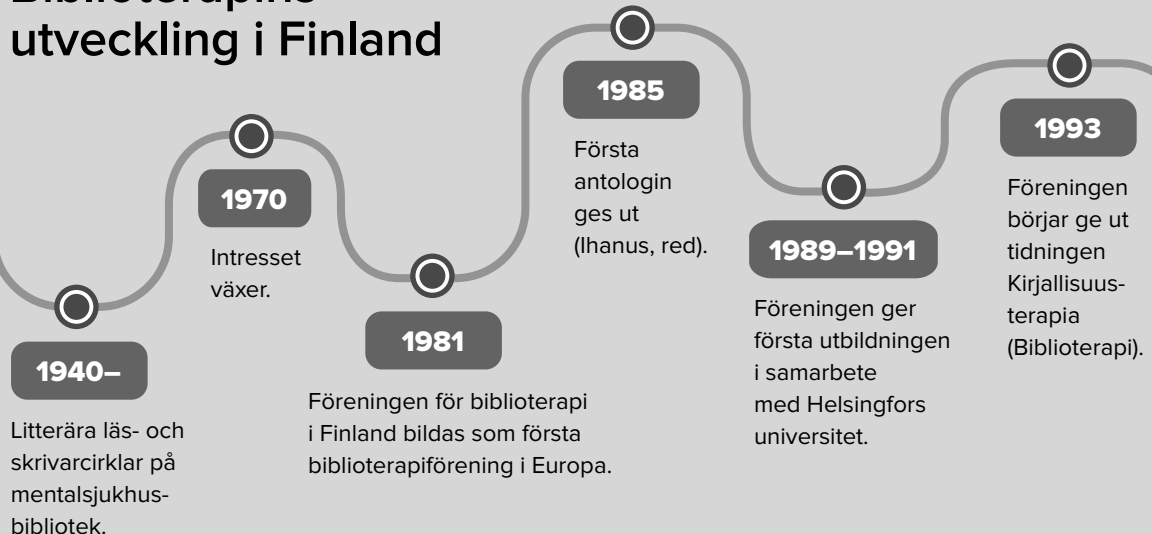 Biblioterapins
utveckling i Finland
1940–
Litterära läs- och
skrivarcirklar på
mentalsjukhus-
bibliotek.
1970
Intresset
växer.
1981
Föreningen för biblioterapi
i Finland bildas som första
biblioterapiförening i Europa.
1985
Första
antologin
ges ut
(Ihanus, red).
1989–1991
Föreningen ger
första utbildningen
i samarbete
med Helsingfors
universitet.
1993
Föreningen
börjar ge ut
tidningen
Kirjallisuus-
terapia
(Biblioterapi).